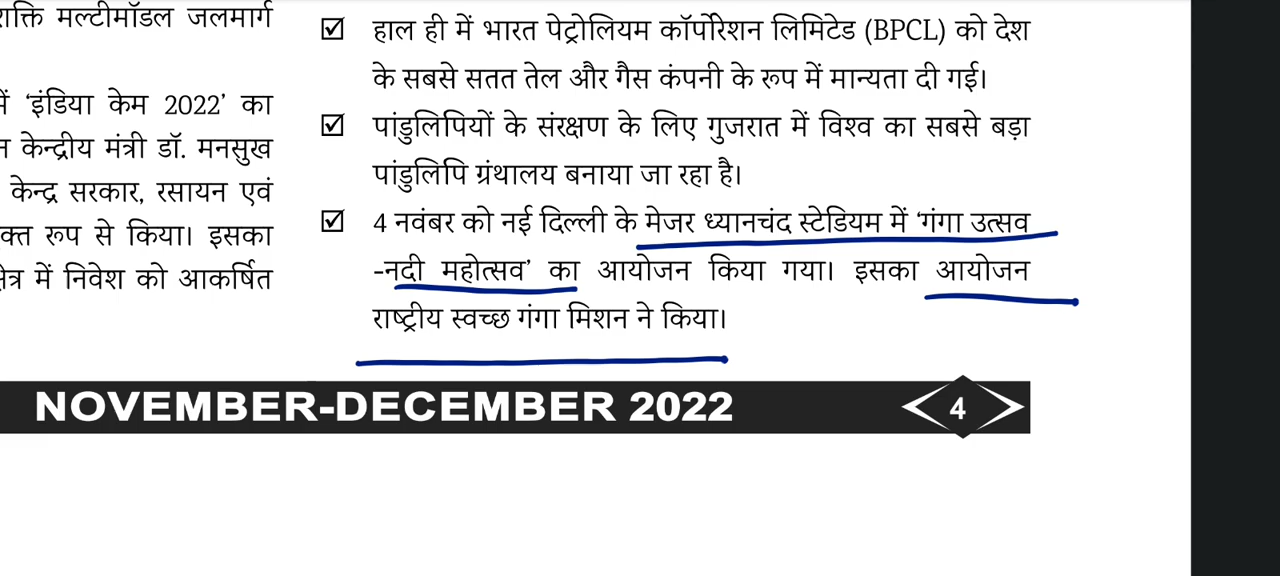 शक्ति मल्टीमॉडल जलमार्ग
में ‘इंडिया केम 2022’ का
केन्द्रीय मंत्री डॉ. मनसुख
केन्द्र सरकार, रसायन एवं
रूप से किया। इसका
में निवेश को आकर्षित
हाल ही में भारत पेट्रोलियम कॉर्पोरेशन लिमिटेड (BPCL) को देश
के सबसे सतत तेल और गैस कंपनी के रूप में मान्यता दी गई।
पांडुलिपियों के संरक्षण के लिए गुजरात में विश्व का सबसे बड़ा
पांडुलिपि ग्रंथालय बनाया जा रहा है।
4 नवंबर को नई दिल्ली के मेजर ध्यानचंद स्टेडियम में ‘गंगा उत्सव
-नदी महोत्सव’ का आयोजन किया गया। इसका आयोजन
राष्ट्रीय स्वच्छ गंगा मिशन ने किया।
NOVEMBER-DECEMBER 2022
4